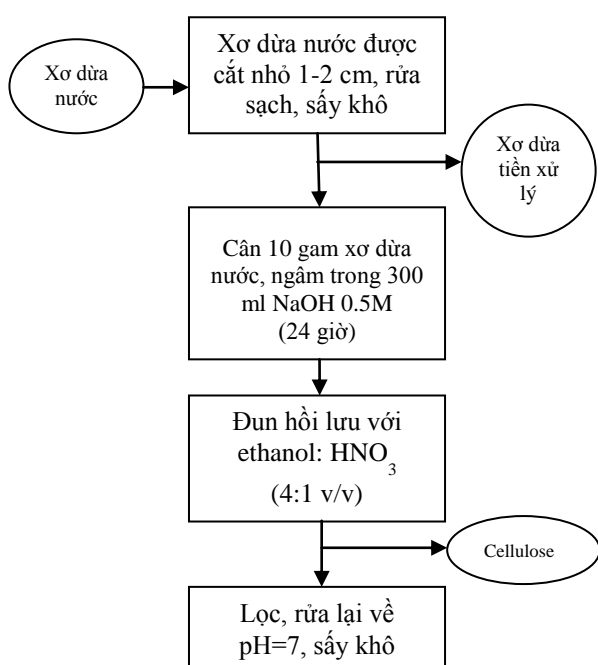 Xơ dừa nước được
cắt nhỏ 1-2 cm, rửa
sạch, sấy khô
Xơ dừa
nước
Xơ dừa
tiền xử
lý
Cân 10 gam xơ dừa
nước, ngâm trong 300
ml NaOH 0.5M
(24 giờ)
Đun hồi lưu với
ethanol: HNO3
(4:1 v/v)
Cellulose
Lọc, rửa lại về
pH=7, sấy khô